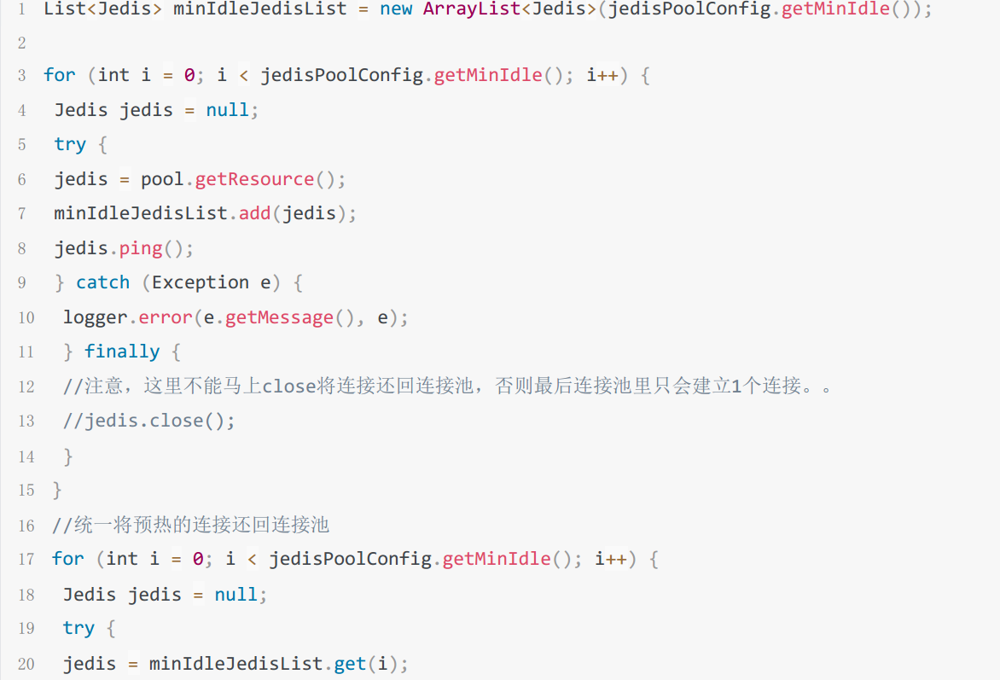 1 List<Jedis> minIdleJedisList = new ArrayList<Jedis>(jedisPoolConfig.getMinIdle());
2
3 for (int i = 0; i < jedisPoolConfig.getMinIdle(); i++) {
4 Jedis jedis = null;
5 try {
6 jedis = pool.getResource();
7 minIdleJedisList.add(jedis);
8 jedis.ping();
9 } catch (Exception e) {
10 logger.error(e.getMessage(), e);
11 } finally {
12 //注意，这里不能马上close将连接还回连接池，否则最后连接池里只会建立1个连接。。
13 //jedis.close();
14 }
15 }
16 //统一将预热的连接还回连接池
17 for (int i = 0; i < jedisPoolConfig.getMinIdle(); i++) {
18 Jedis jedis = null;
19 try {
20 jedis = minIdleJedisList.get(i);